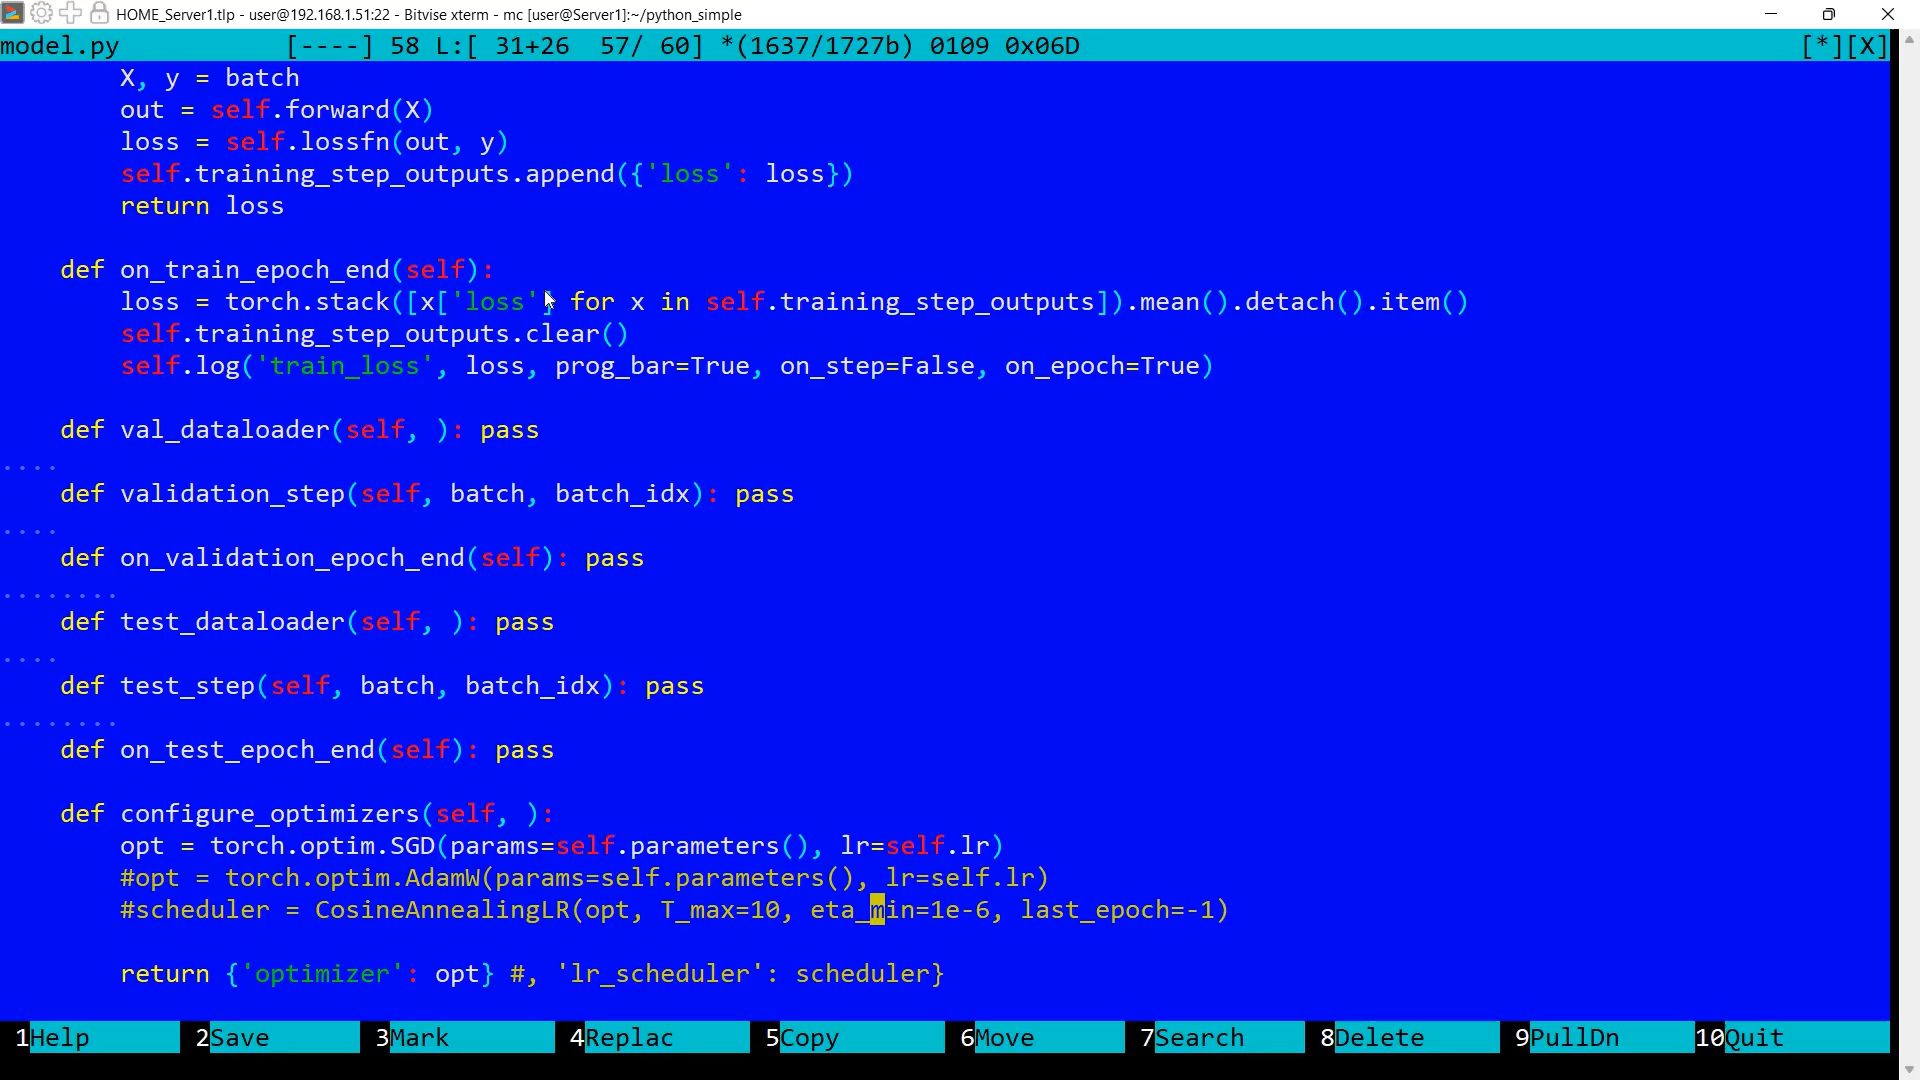 HOME_Server1.tlp - user@192.168.1.51:22 - Bitvise xterm - mc [user@Server1]:~/python_simple
model.py           [----] 58 L:[ 31+26  57/ 60] *(1637/1727b) 0109 0x06D                                                [*][X]
        X, y = batch
        out = self.forward(X)
        loss = self.lossfn(out, y)
        self.training_step_outputs.append({'loss': loss})
        return loss

    def on_train_epoch_end(self):
        loss = torch.stack([x['loss'] for x in self.training_step_outputs]).mean().detach().item()
        self.training_step_outputs.clear()
        self.log('train_loss', loss, prog_bar=True, on_step=False, on_epoch=True)

    def val_dataloader(self, ): pass
....
    def validation_step(self, batch, batch_idx): pass
....
    def on_validation_epoch_end(self): pass
........
    def test_dataloader(self, ): pass
....
    def test_step(self, batch, batch_idx): pass
........
    def on_test_epoch_end(self): pass

    def configure_optimizers(self, ):
        opt = torch.optim.SGD(params=self.parameters(), lr=self.lr)
        #opt = torch.optim.AdamW(params=self.parameters(), lr=self.lr)
        #scheduler = CosineAnnealingLR(opt, T_max=10, eta_min=1e-6, last_epoch=-1)

        return {'optimizer': opt} #, 'lr_scheduler': scheduler}

1Help 2Save 3Mark 4Replac 5Copy 6Move 7Search 8Delete 9PullDn 10Quit